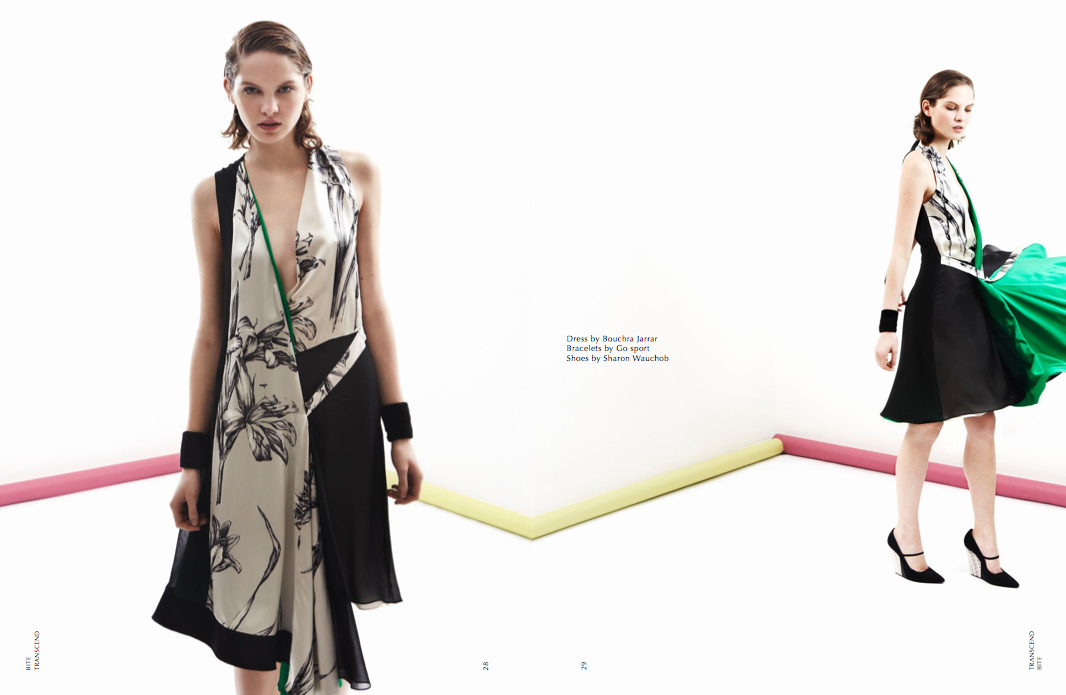 Dress by Bouchra Jarrar
Bracelets by Go sport
Shoes by Sharon Wauchob
BITE
TRANSCEND
28
29
TRANSCEND
BITE